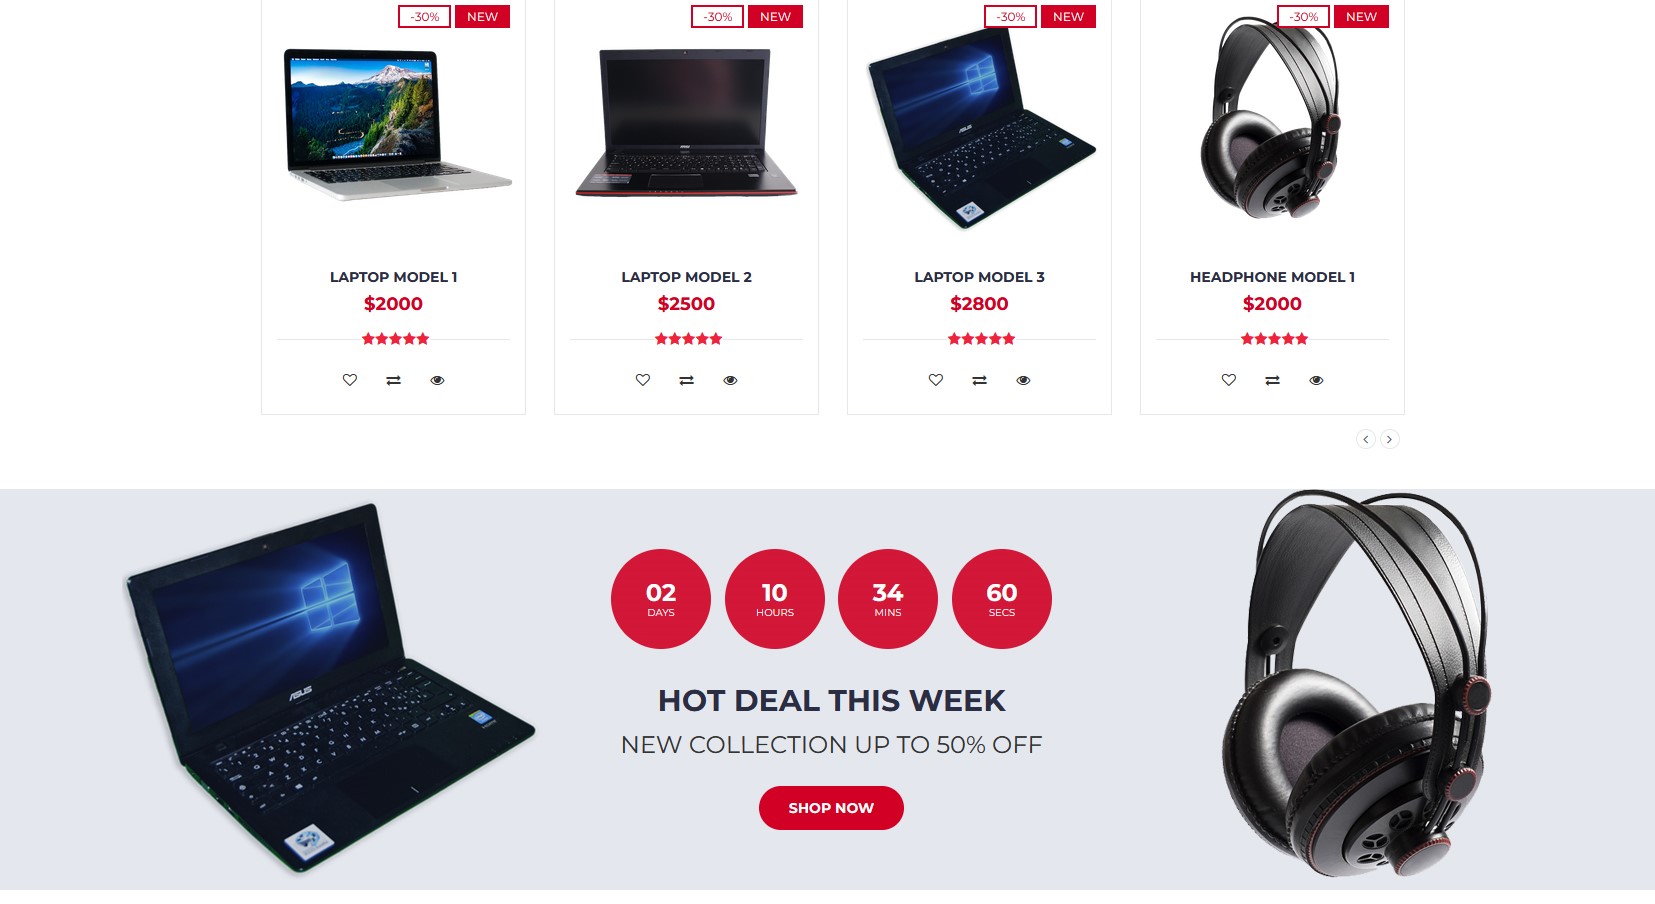 -30% NEW
-30% NEW
-30% NEW
-30% NEW
ASUS
LAPTOP MODEL 1
$2000
LAPTOP MODEL 2
$2500
LAPTOP MODEL 3
$2800
HEADPHONE MODEL 1
$2000
02
DAYS
10
HOURS
34
MINS
60
SECS
ASUS
HOT DEAL THIS WEEK
NEW COLLECTION UP TO 50% OFF
SHOP NOW